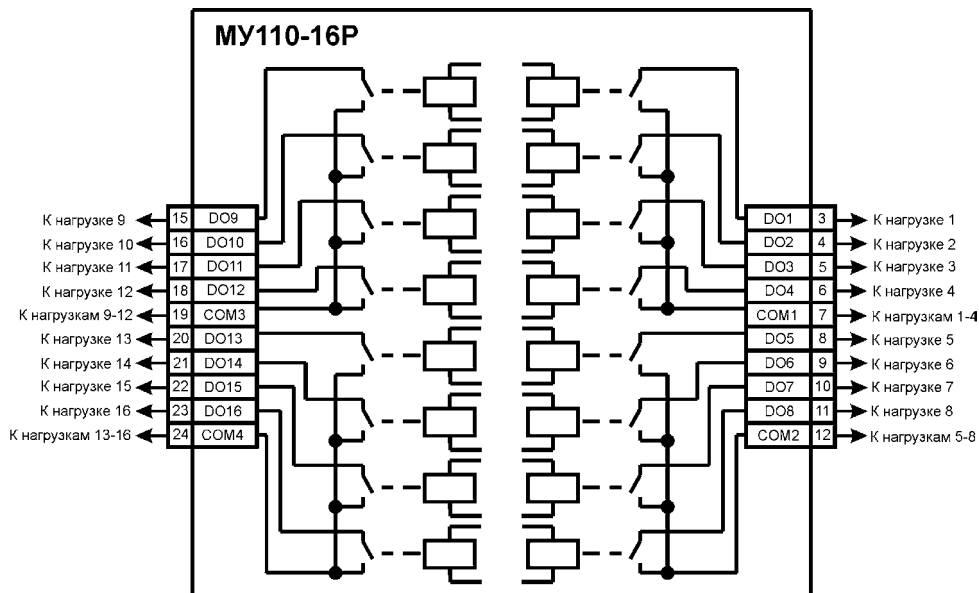 МУ110-16Р
К нагрузке 9 15 DO9
К нагрузке 10 16 DO10
К нагрузке 11 17 DO11
К нагрузке 12 18 DO12
К нагрузкам 9-12 19 COM3
К нагрузке 13 20 DO13
К нагрузке 14 21 DO14
К нагрузке 15 22 DO15
К нагрузке 16 23 DO16
К нагрузкам 13-16 24 COM4
DO1 3 К нагрузке 1
DO2 4 К нагрузке 2
DO3 5 К нагрузке 3
DO4 6 К нагрузке 4
COM1 7 К нагрузкам 1-4
DO5 8 К нагрузке 5
DO6 9 К нагрузке 6
DO7 10 К нагрузке 7
DO8 11 К нагрузке 8
COM2 12 К нагрузкам 5-8